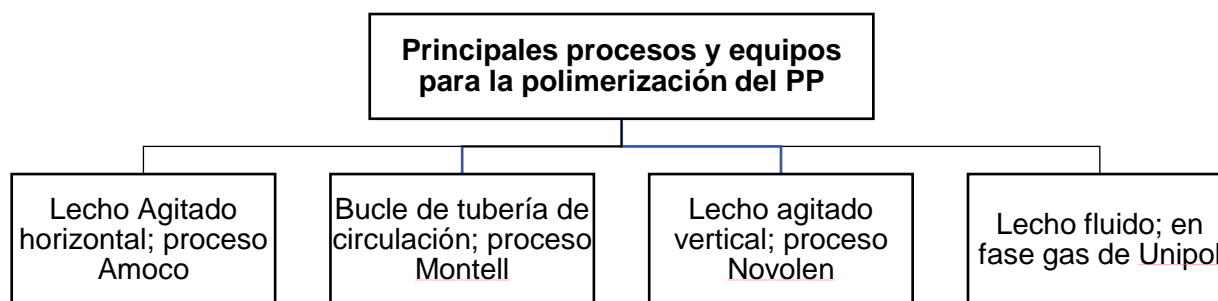 Principales procesos y equipos
para la polimerización del PP
Lecho Agitado
horizontal; proceso
Amoco
Bucle de tubería de
circulación; proceso
Montell
Lecho agitado
vertical; proceso
Novolen
Lecho fluido; en
fase gas de Unipol